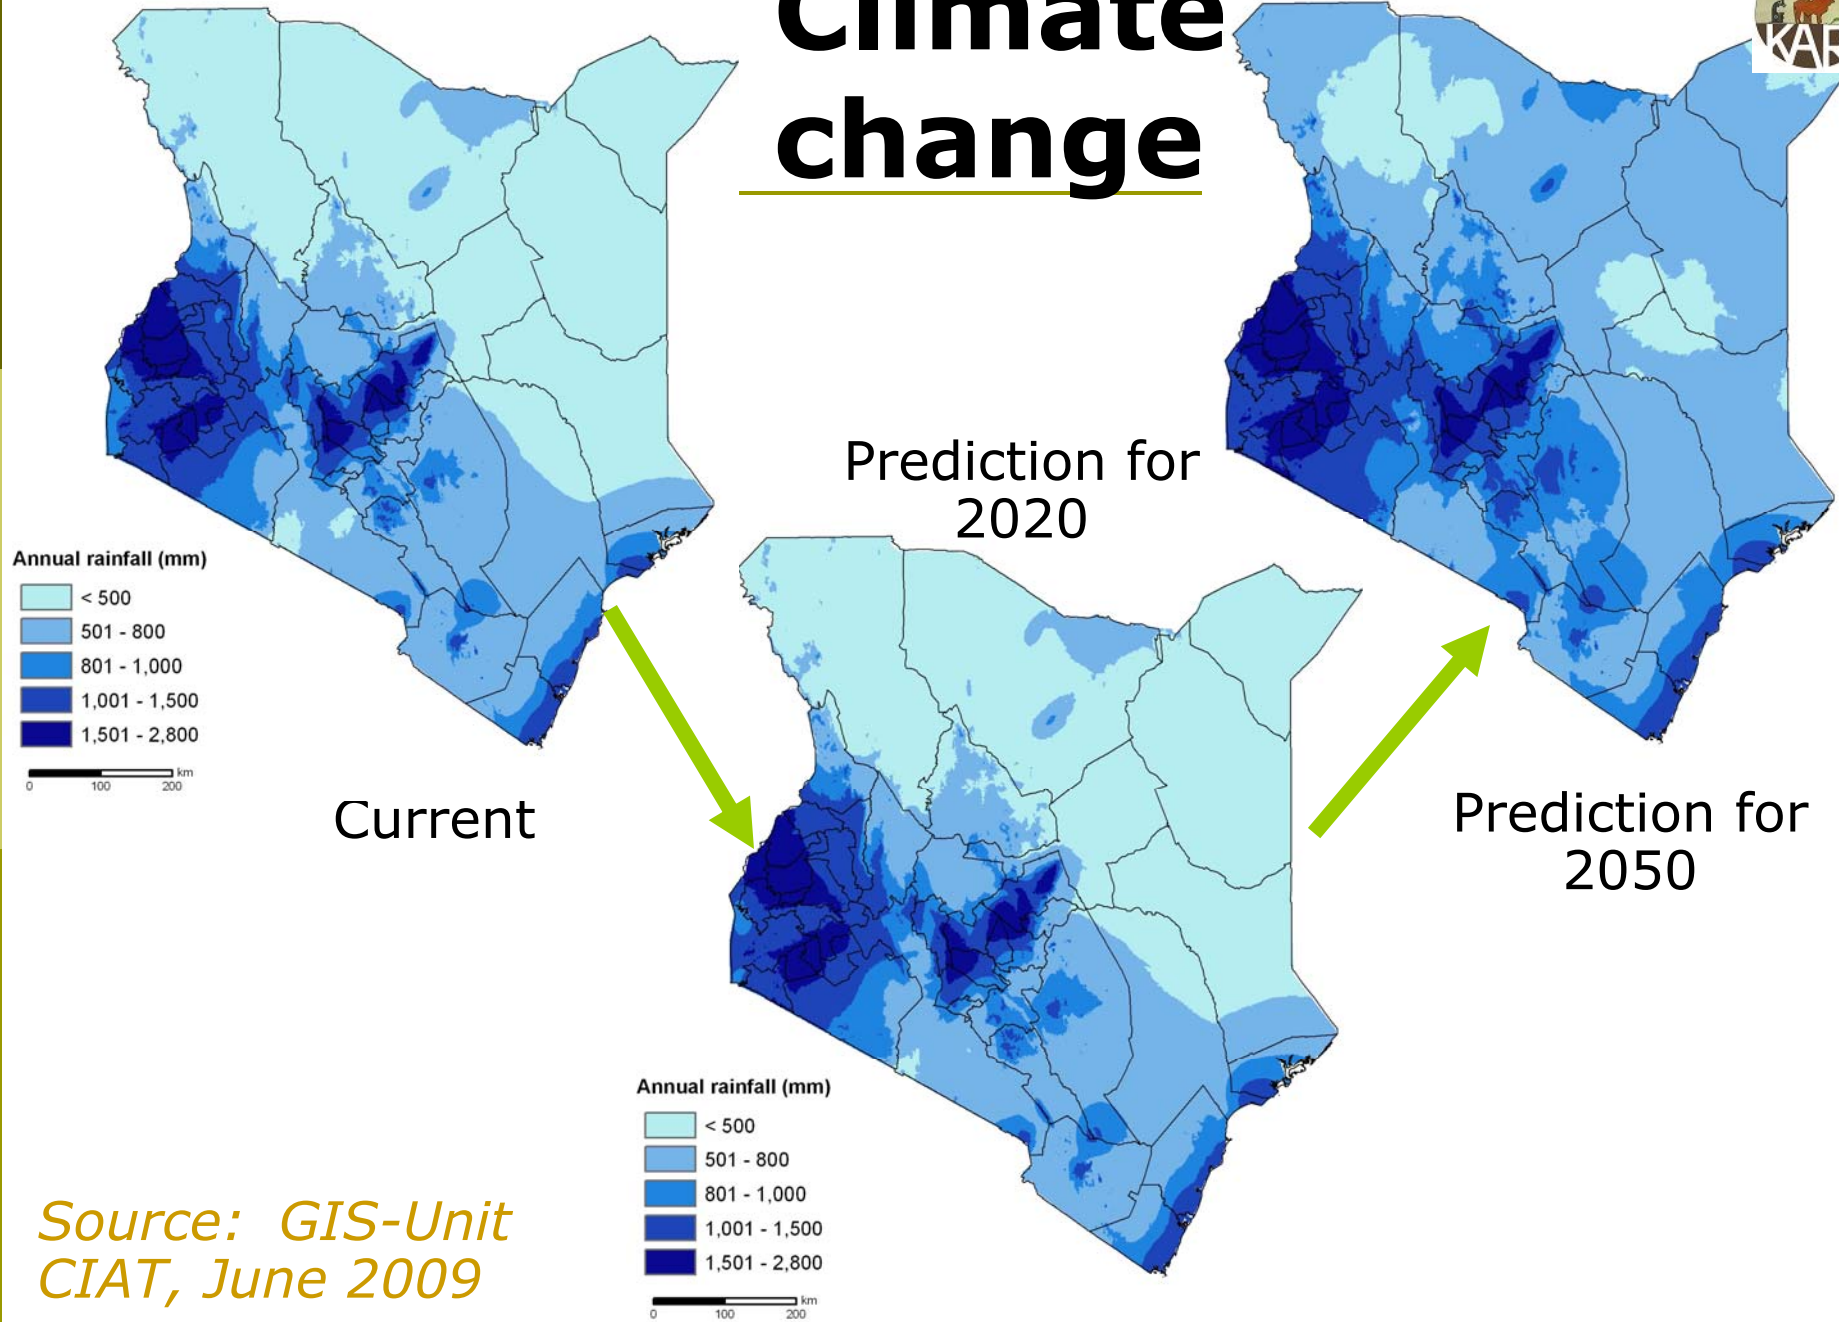 Climate
change
Annual rainfall (mm)
< 500
501 - 800
801 - 1,000
1,001 - 1,500
1,501 - 2,800
km
0 100 200
Current
Prediction for
2020
Annual rainfall (mm)
< 500
501 - 800
801 - 1,000
1,001 - 1,500
1,501 - 2,800
km
0 100 200
Prediction for
2050
Source: GIS-Unit
CIAT, June 2009